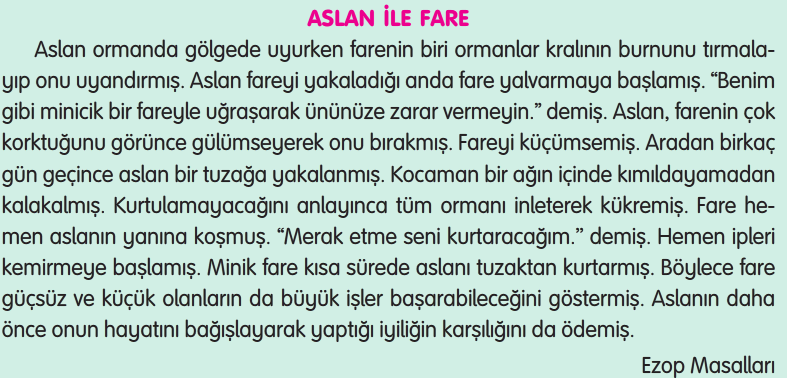 ASLAN İLE FARE
Aslan ormanda gölgede uyurken farenin biri ormanlar kralının burnunu tırmala-
yıp onu uyandırmış. Aslan fareyi yakaladığı anda fare yalvarmaya başlamış. “Benim
gibi minicik bir fareyle uğraşarak ününüze zarar vermeyin.” demiş. Aslan, farenin çok
korktuğunu görünce gülümseyerek onu bırakmış. Fareyi küçümsemiş. Aradan birkaç
gün geçince aslan bir tuzağa yakalanmış. Kocaman bir ağın içinde kımıldayamadan
kalakalmış. Kurtulamayacağını anlayınca tüm ormanı inleterek kükremiş. Fare he-
men aslanın yanına koşmuş. “Merak etme seni kurtaracağım.” demiş. Hemen ipleri
kemirmeye başlamış. Minik fare kısa sürede aslanı tuzaktan kurtarmış. Böylece fare
güçsüz ve küçük olanların da büyük işler başarabileceğini göstermiş. Aslanın daha
önce onun hayatını bağışlayarak yaptığı iyiliğin karşılığını da ödemiş.
Ezop Masalları